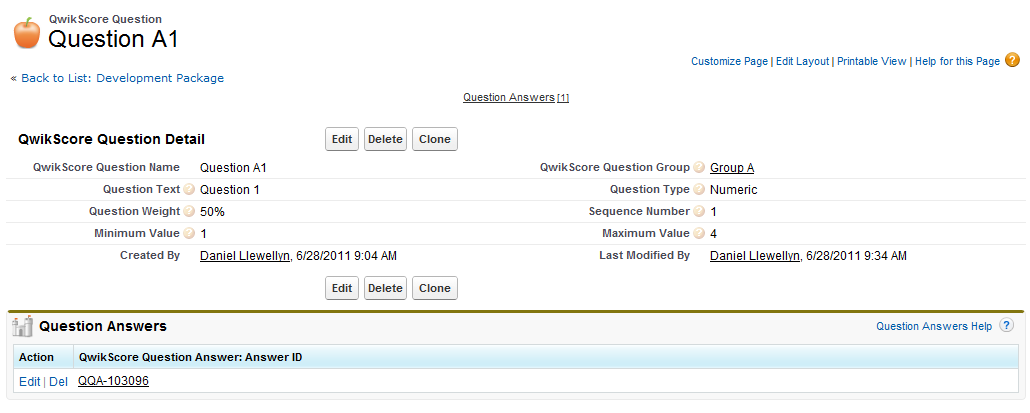 QwikScore Question
Question A1
Customize Page | Edit Layout | Printable View | Help for this Page ?
« Back to List: Development Package
Question Answers [1]
QwikScore Question Detail Edit Delete Clone
QwikScore Question Name Question A1 QwikScore Question Group ? Group A
Question Text ? Question 1 Question Type ? Numeric
Question Weight ? 50% Sequence Number ? 1
Minimum Value ? 1 Maximum Value ? 4
Created By Daniel Llewellyn, 6/28/2011 9:04 AM Last Modified By Daniel Llewellyn, 6/28/2011 9:34 AM
Edit Delete Clone
Question Answers Question Answers Help ?
Action QwikScore Question Answer: Answer ID
Edit | Del QQA-103096